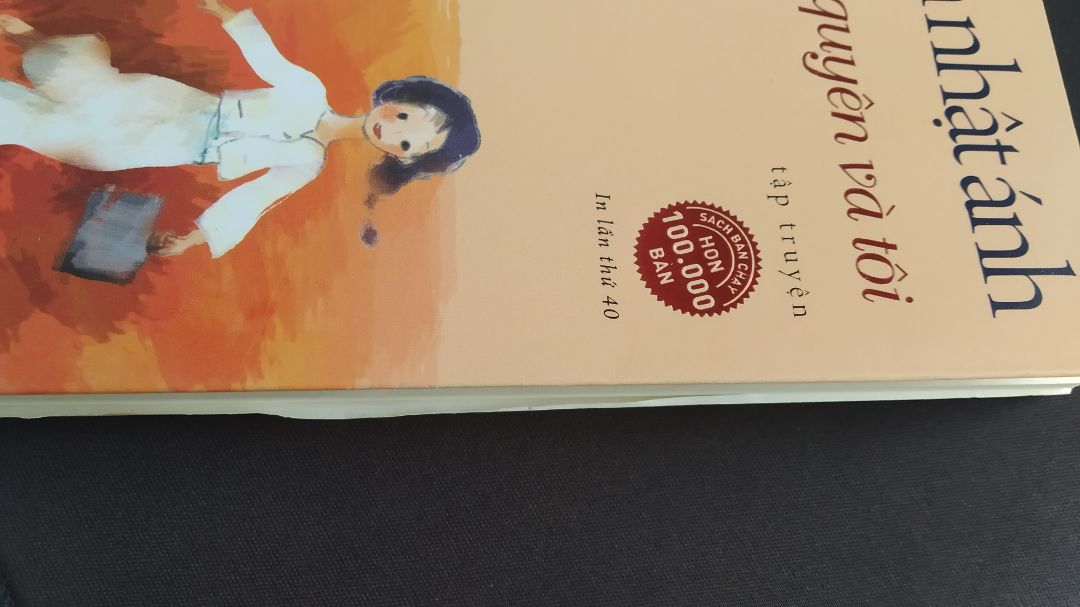 nhật ánh
quyên và tôi
tập truyện
SÁCH BÁN CHẠY
HƠN
100.000
BẢN
In lần thứ 40